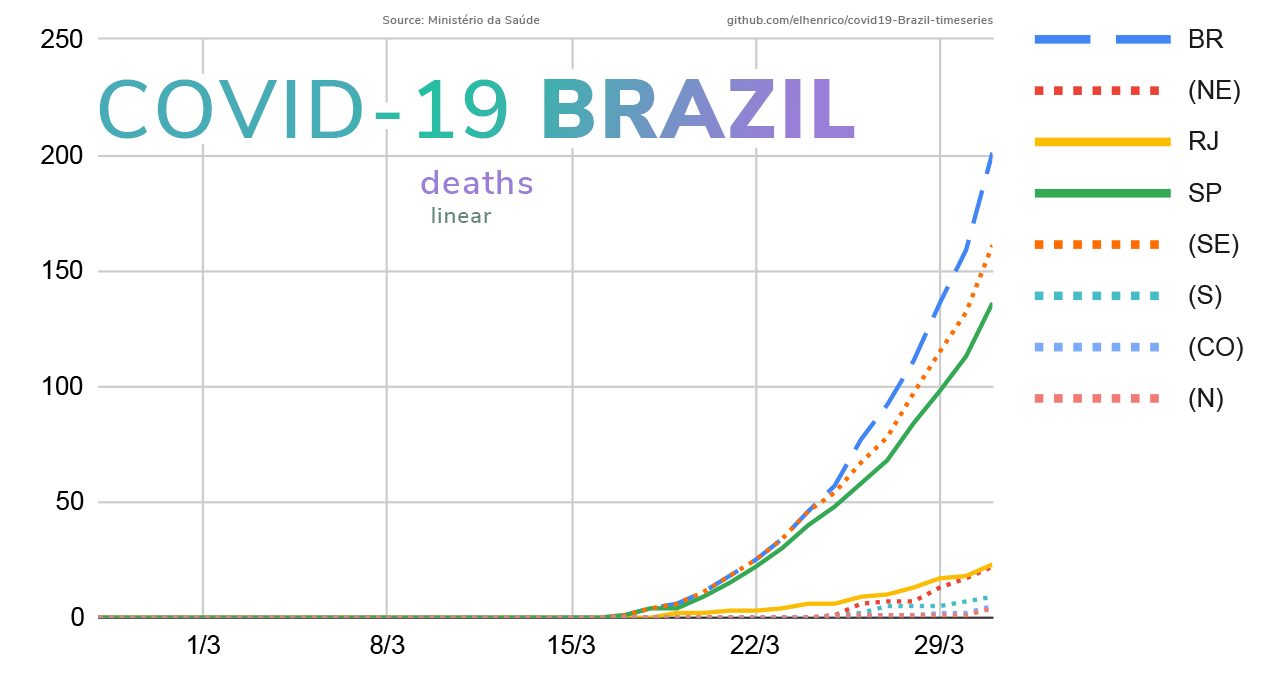 Source: Ministério da Saúde
github.com/elhenrico/covid19-Brazil-timeseries
COVID-19 BRAZIL
deaths
linear
250
200
150
100
50
0
1/3
8/3
15/3
22/3
29/3
BR
(NE)
RJ
SP
(SE)
(S)
(CO)
(N)